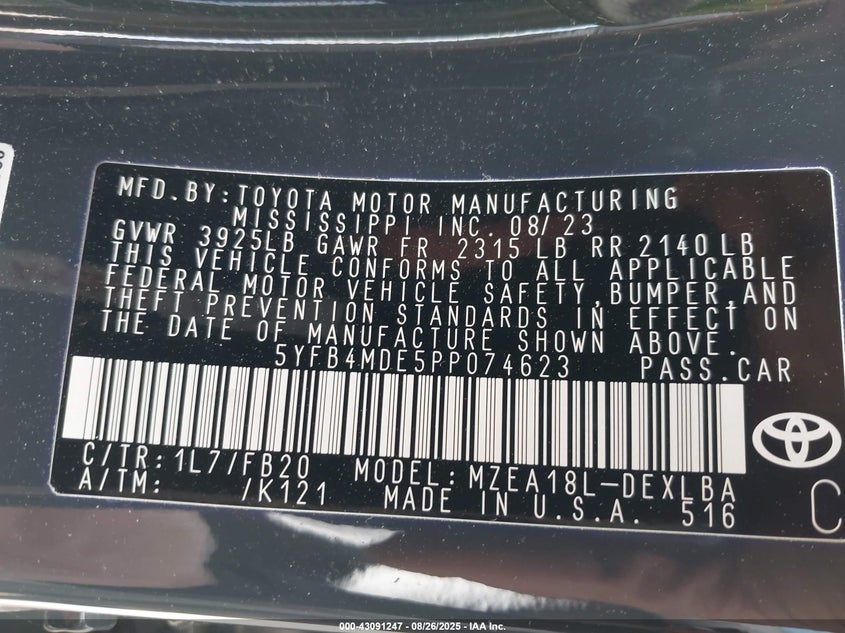 MFD.BY:TOYOTA MOTOR MANUFACTURING
MISSISSIPPI INC. 08/23
GVWR 3925LB GAWR FR 2315 LB RR 2140 LB
THIS VEHICLE CONFORMS TO ALL APPLICABLE
FEDERAL MOTOR VEHICLE SAFETY,BUMPER,AND
THEFT PREVENTION STANDARDS IN EFFECT ON
THE DATE OF MANUFACTURE SHOWN ABOVE.
5YFB4MDE5PP074623 PASS.CAR
C/TR:1L7/FB20 MODEL:MZEA18L-DEXLBA
A/TM: /K121 MADE IN U.S.A. 516
C
000-43091247 - 08/26/2025 - IAA Inc.